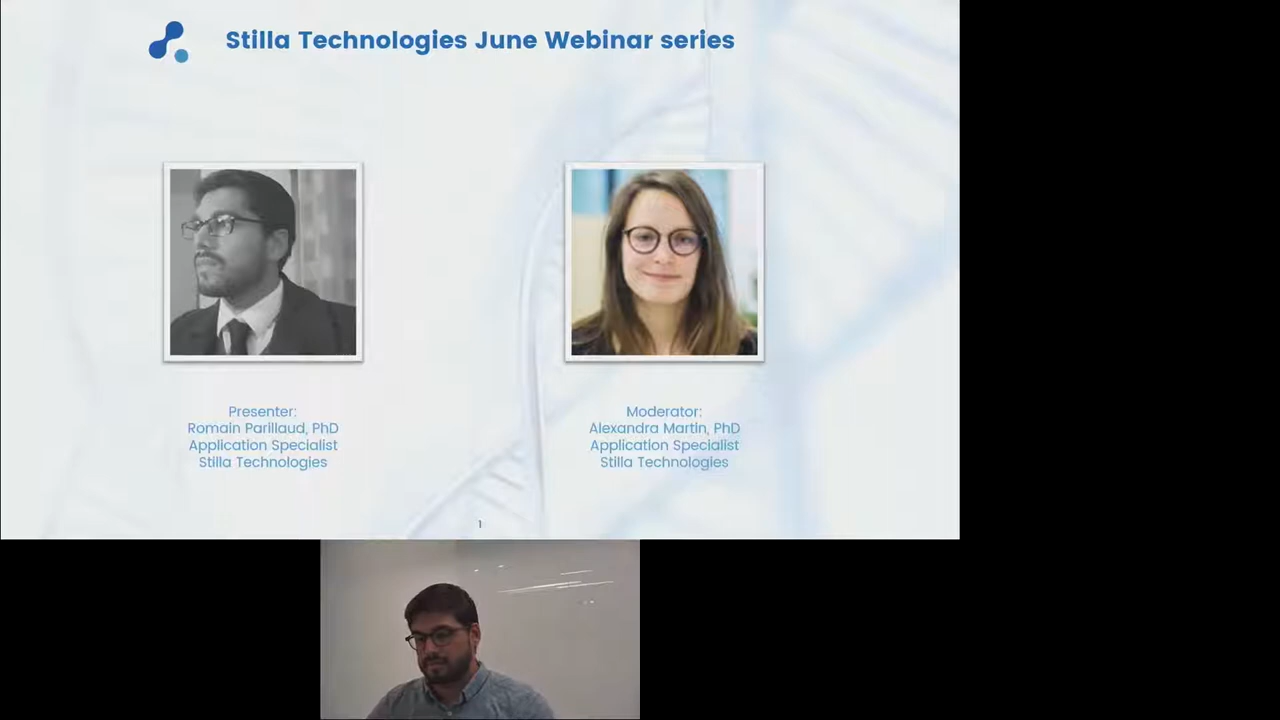 Stilla Technologies June Webinar series
Presenter:
Romain Parillaud, PhD
Application Specialist
Stilla Technologies
Moderator:
Alexandra Martin, PhD
Application Specialist
Stilla Technologies
1